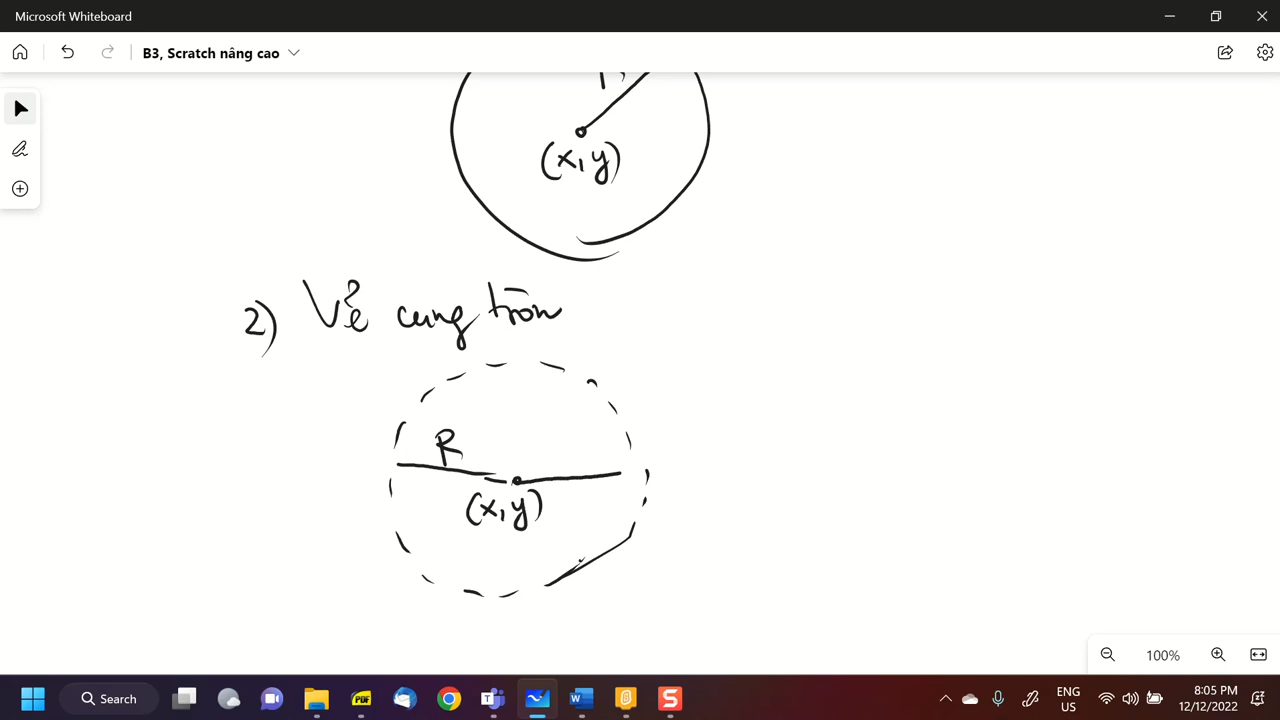 Microsoft Whiteboard
B3, Scratch nâng cao
R
(x, y)
2) Vẽ cung tròn
R
(x, y)
100%
Search
ENG
US
8:05 PM
12/12/2022